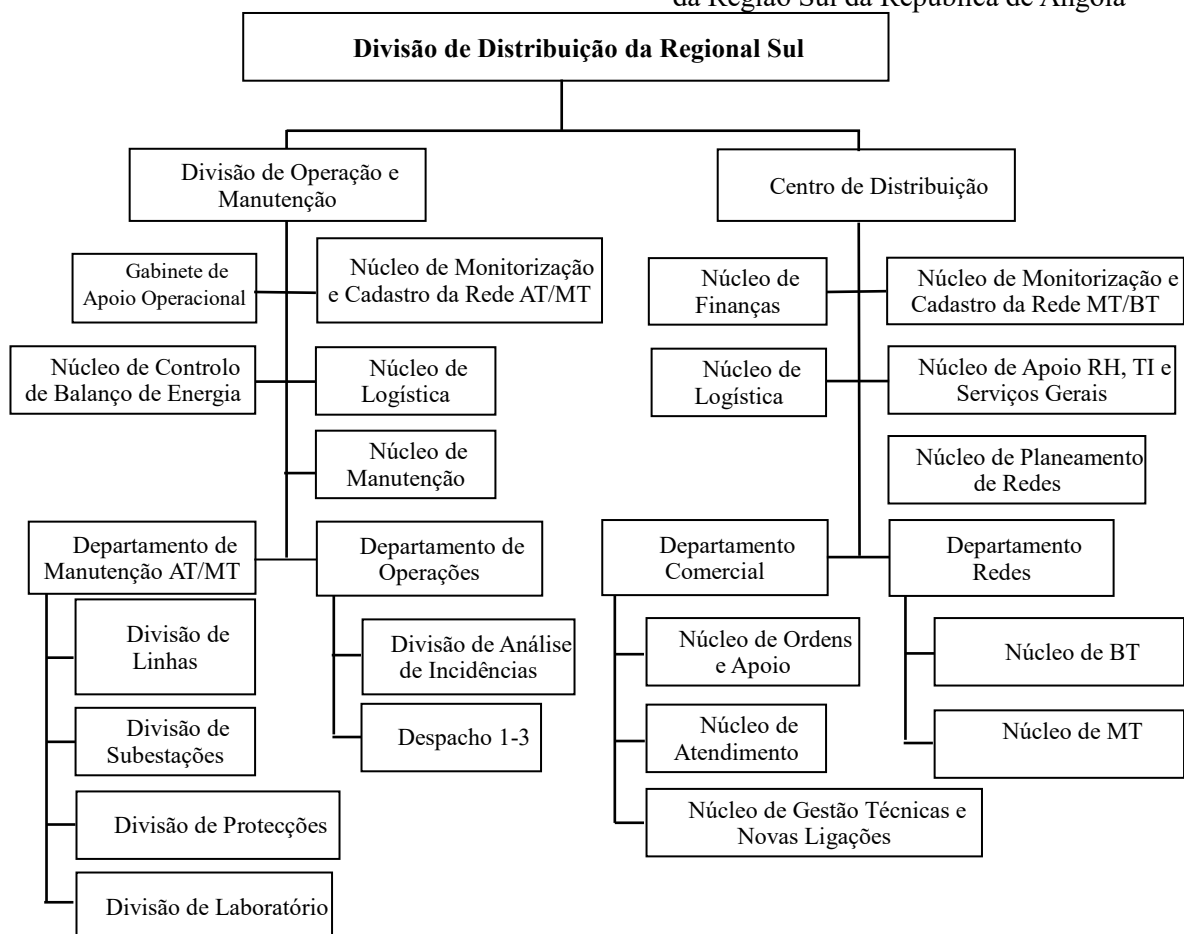 da Região Sul da República de Angola
Divisão de Distribuição da Regional Sul
Divisão de Operação e
Manutenção
Centro de Distribuição
Gabinete de
Apoio Operacional
Núcleo de Monitorização
e Cadastro da Rede AT/MT
Núcleo de
Finanças
Núcleo de Monitorização e
Cadastro da Rede MT/BT
Núcleo de Controlo
de Balanço de Energia
Núcleo de
Logística
Núcleo de
Logística
Núcleo de Apoio RH, TI e
Serviços Gerais
Núcleo de
Manutenção
Núcleo de Planeamento
de Redes
Departamento de
Manutenção AT/MT
Departamento de
Operações
Departamento
Comercial
Departamento
Redes
Divisão de
Linhas
Divisão de
Subestações
Divisão de Protecções
Divisão de Laboratório
Divisão de Análise
de Incidências
Despacho 1-3
Núcleo de Ordens
e Apoio
Núcleo de
Atendimento
Núcleo de Gestão Técnicas e
Novas Ligações
Núcleo de BT
Núcleo de MT